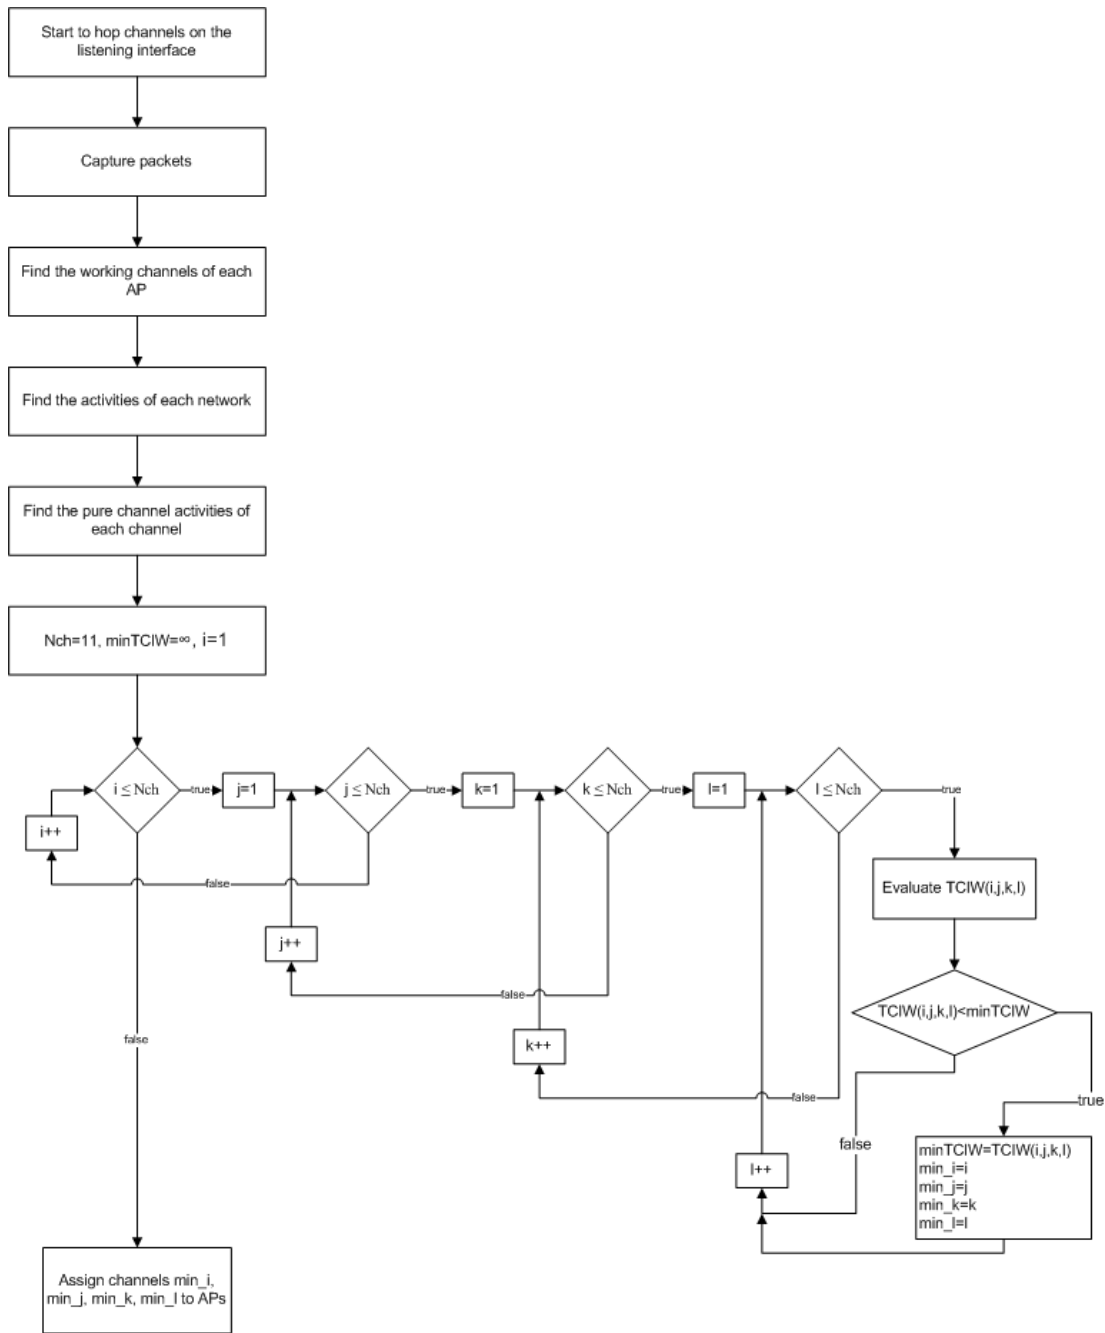 Start to hop channels on the
listening interface
Capture packets
Find the working channels of each
AP
Find the activities of each network
Find the pure channel activities of
each channel
Nch=11, minTCIW=∞, i=1
i ≤ Nch
true
j=1
j ≤ Nch
true
k=1
k ≤ Nch
true
l=1
l ≤ Nch
true
i++
false
Evaluate TCIW(i,j,k,l)
j++
false
TCIW(i,j,k,l)<minTCIW
false
k++
false
true
false
l++
minTCIW=TCIW(i,j,k,l)
min_i=i
min_j=j
min_k=k
min_l=l
Assign channels min_i,
min_j, min_k, min_l to APs